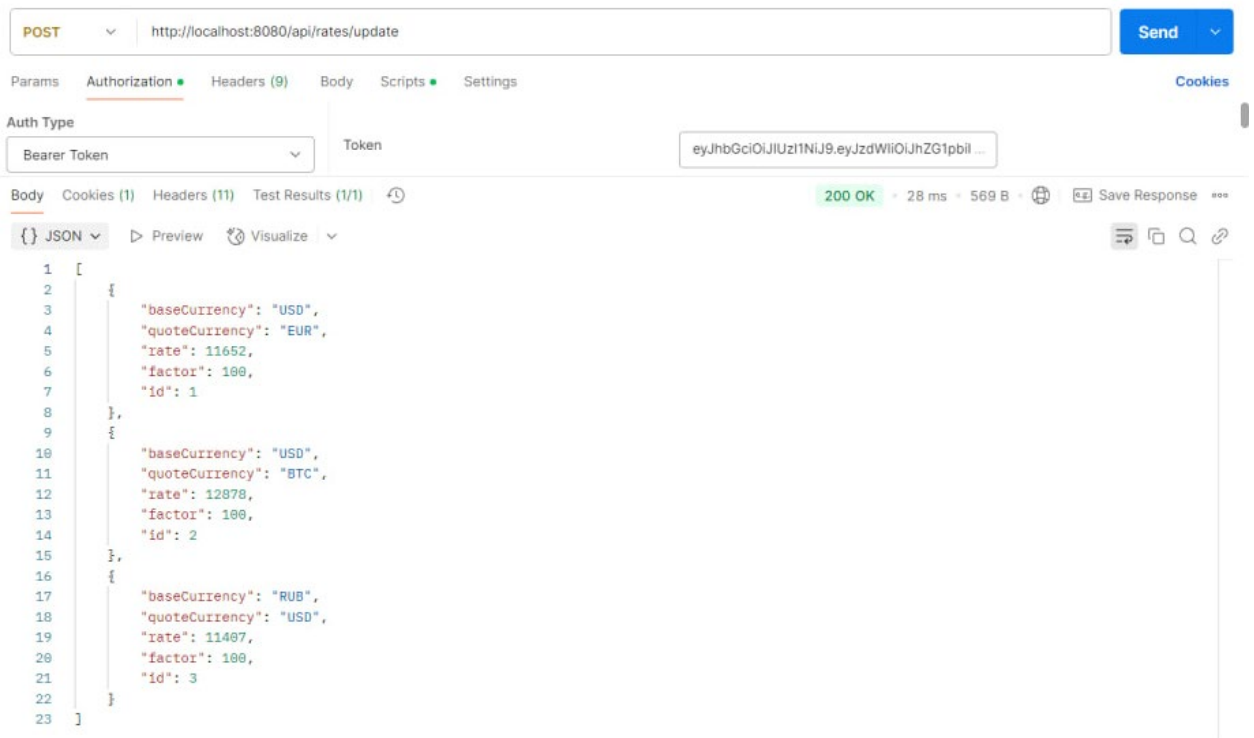 POST http://localhost:8080/api/rates/update Send
Params Authorization Headers (9) Body Scripts Settings Cookies
Auth Type
Bearer Token Token eyJhbGciOiJIUzI1NiJ9.eyJzdWIiOiJhZG1pbiI ...
Body Cookies (1) Headers (11) Test Results (1/1) 200 OK 28 ms 569 B Save Response
{} JSON Preview Visualize
1 [
2 {
3 "baseCurrency": "USD",
4 "quoteCurrency": "EUR",
5 "rate": 11652,
6 "factor": 100,
7 "id": 1
8 },
9 {
10 "baseCurrency": "USD",
11 "quoteCurrency": "BTC",
12 "rate": 12878,
13 "factor": 100,
14 "id": 2
15 },
16 {
17 "baseCurrency": "RUB",
18 "quoteCurrency": "USD",
19 "rate": 11407,
20 "factor": 100,
21 "id": 3
22 }
23 ]